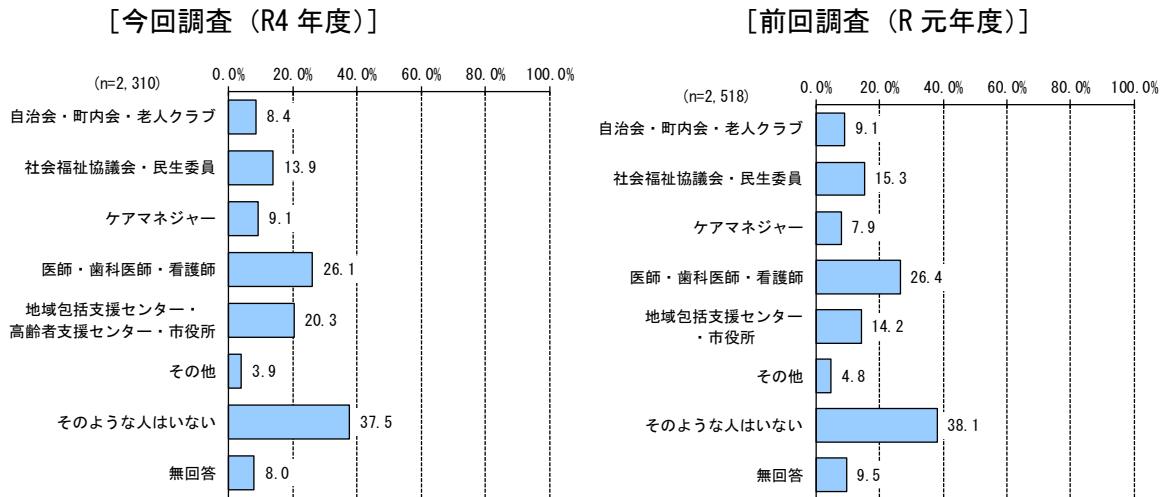 [今回調査（R4 年度）]
(n=2,310)
0.0% 20.0% 40.0% 60.0% 80.0% 100.0%
自治会・町内会・老人クラブ 8.4
社会福祉協議会・民生委員 13.9
ケアマネジャー 9.1
医師・歯科医師・看護師 26.1
地域包括支援センター・
高齢者支援センター・市役所 20.3
その他 3.9
そのような人はいない 37.5
無回答 8.0
[前回調査（R 元年度）]
(n=2,518)
0.0% 20.0% 40.0% 60.0% 80.0% 100.0%
自治会・町内会・老人クラブ 9.1
社会福祉協議会・民生委員 15.3
ケアマネジャー 7.9
医師・歯科医師・看護師 26.4
地域包括支援センター
・市役所 14.2
その他 4.8
そのような人はいない 38.1
無回答 9.5